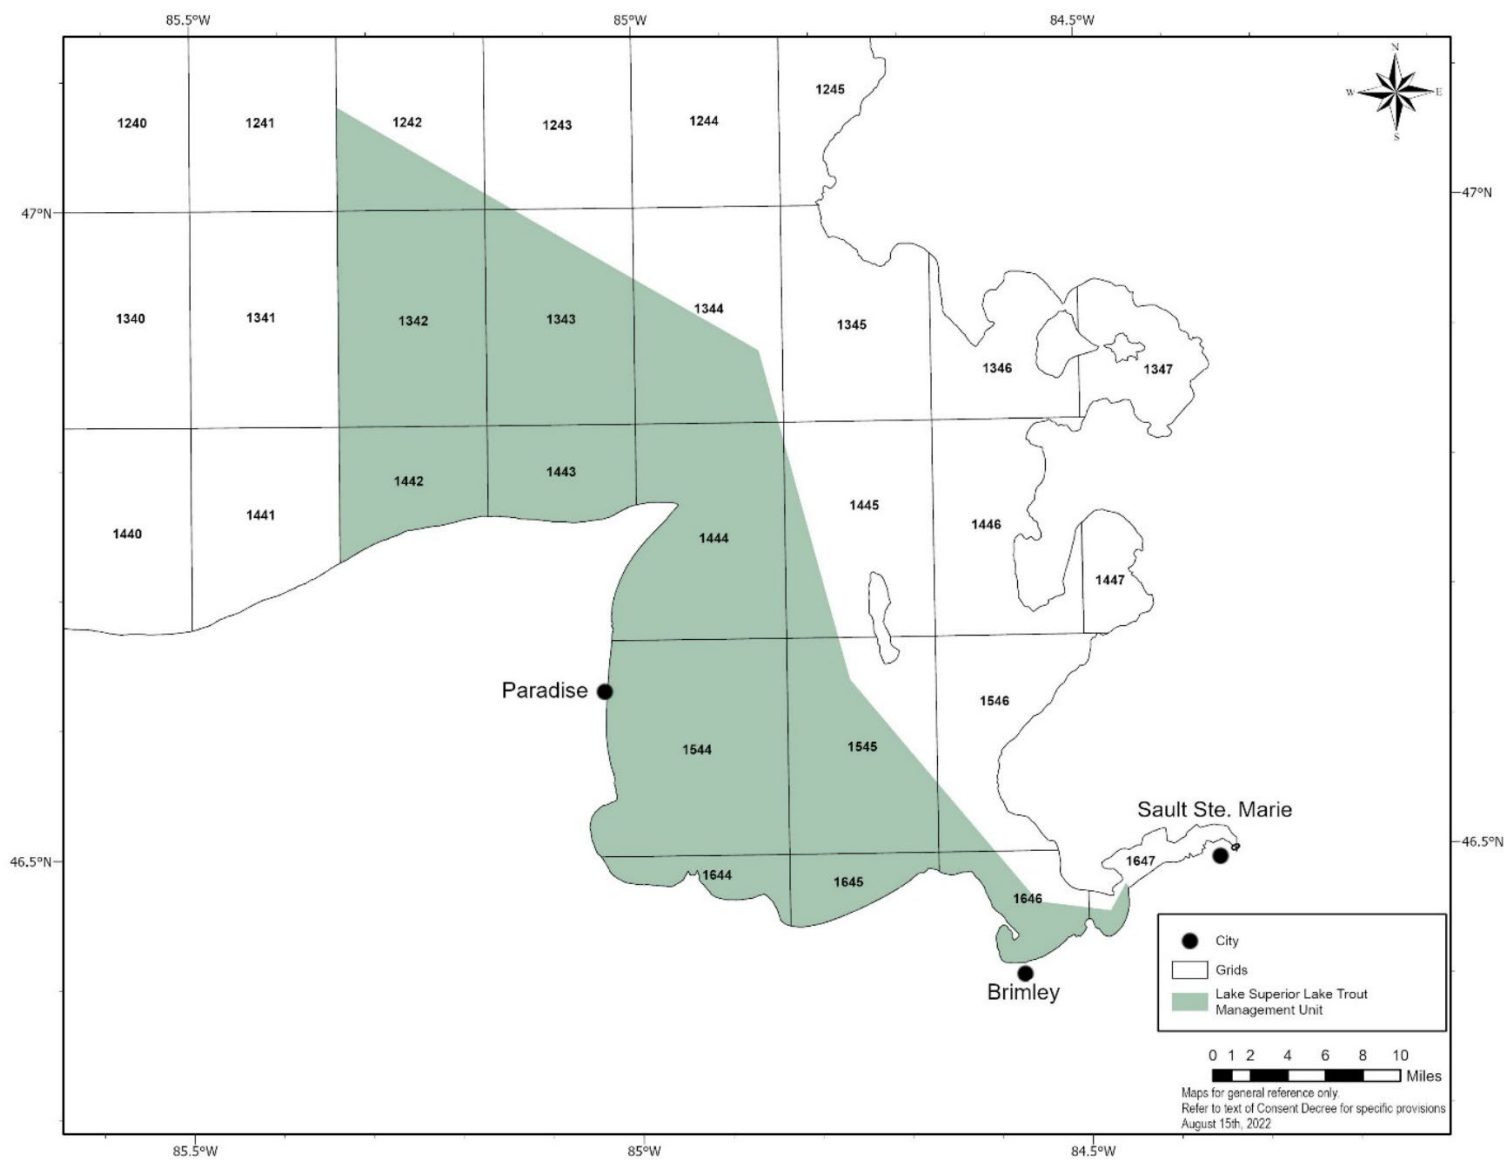 85.5°W
85°W
84.5°W
N
W
E
S
1245
1240
1241
1242
1243
1244
47°N
47°N
1340
1341
1342
1343
1344
1345
1346
1347
1440
1441
1442
1443
1444
1445
1446
1447
Paradise
1544
1545
1546
Sault Ste. Marie
46.5°N
46.5°N
1644
1645
1646
1647
Brimley
City
Grids
Lake Superior Lake Trout
Management Unit
0 1 2 4 6 8 10
Miles
Maps for general reference only.
Refer to text of Consent Decree for specific provisions
August 15th, 2022
85.5°W
85°W
84.5°W